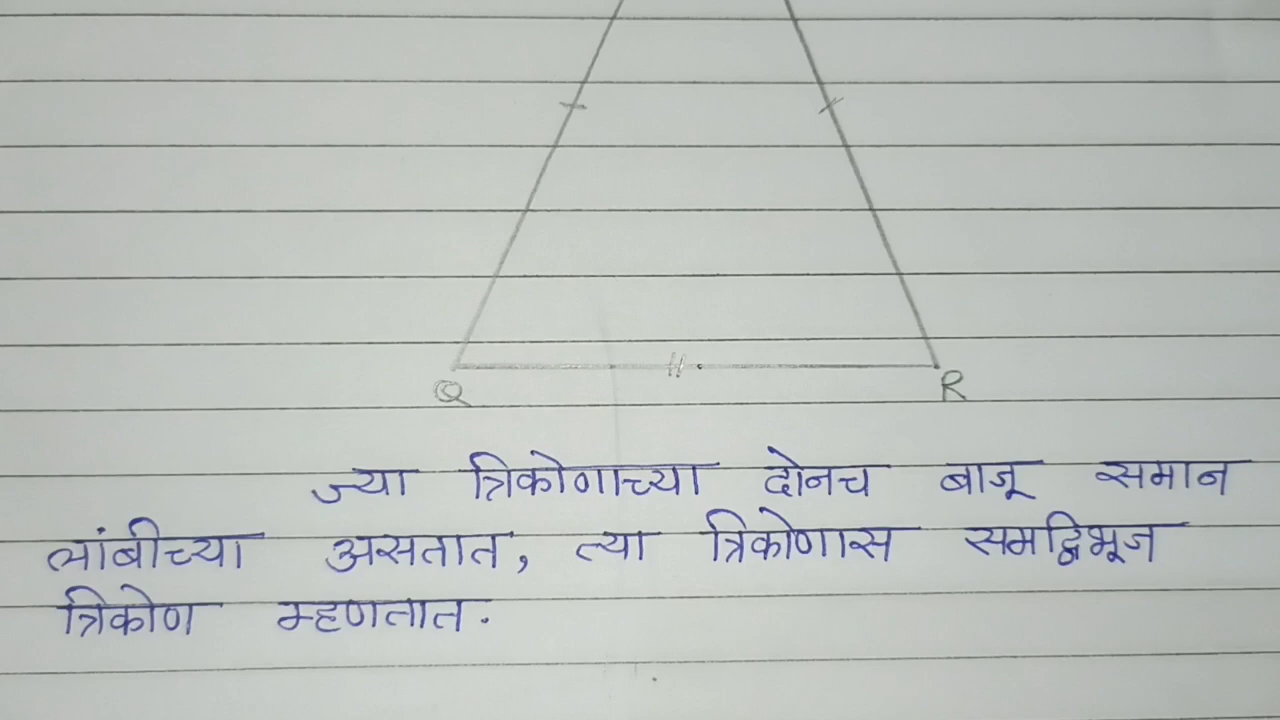 Q R
ज्या त्रिकोणाच्या दोनच बाजू समान
लांबीच्या असतात, त्या त्रिकोणास समद्विभूज
त्रिकोण म्हणतात.